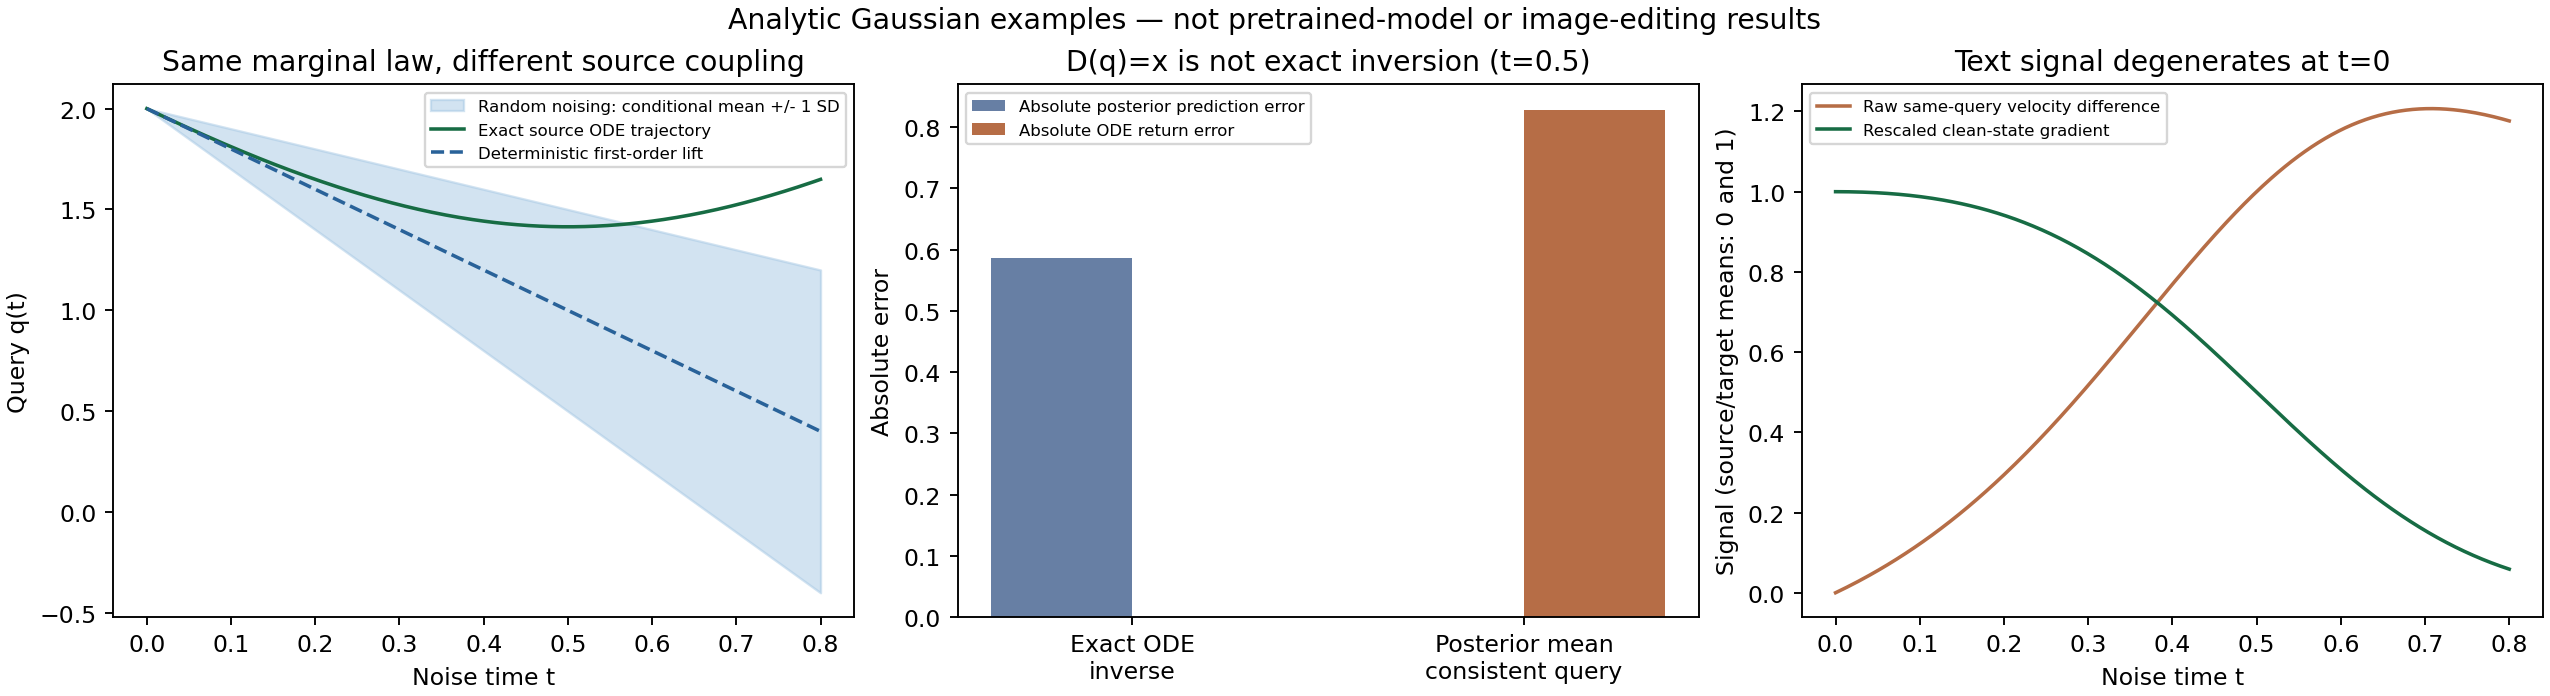 Analytic Gaussian examples — not pretrained-model or image-editing results
Same marginal law, different source coupling
Query q(t)
2.0
1.5
1.0
0.5
0.0
−0.5
Random noising: conditional mean +/- 1 SD
Exact source ODE trajectory
Deterministic first-order lift
0.0 0.1 0.2 0.3 0.4 0.5 0.6 0.7 0.8
Noise time t
D(q)=x is not exact inversion (t=0.5)
Absolute error
0.8
0.7
0.6
0.5
0.4
0.3
0.2
0.1
0.0
Absolute posterior prediction error
Absolute ODE return error
Exact ODE
inverse
Posterior mean
consistent query
Text signal degenerates at t=0
Signal (source/target means: 0 and 1)
1.2
1.0
0.8
0.6
0.4
0.2
0.0
Raw same-query velocity difference
Rescaled clean-state gradient
0.0 0.1 0.2 0.3 0.4 0.5 0.6 0.7 0.8
Noise time t